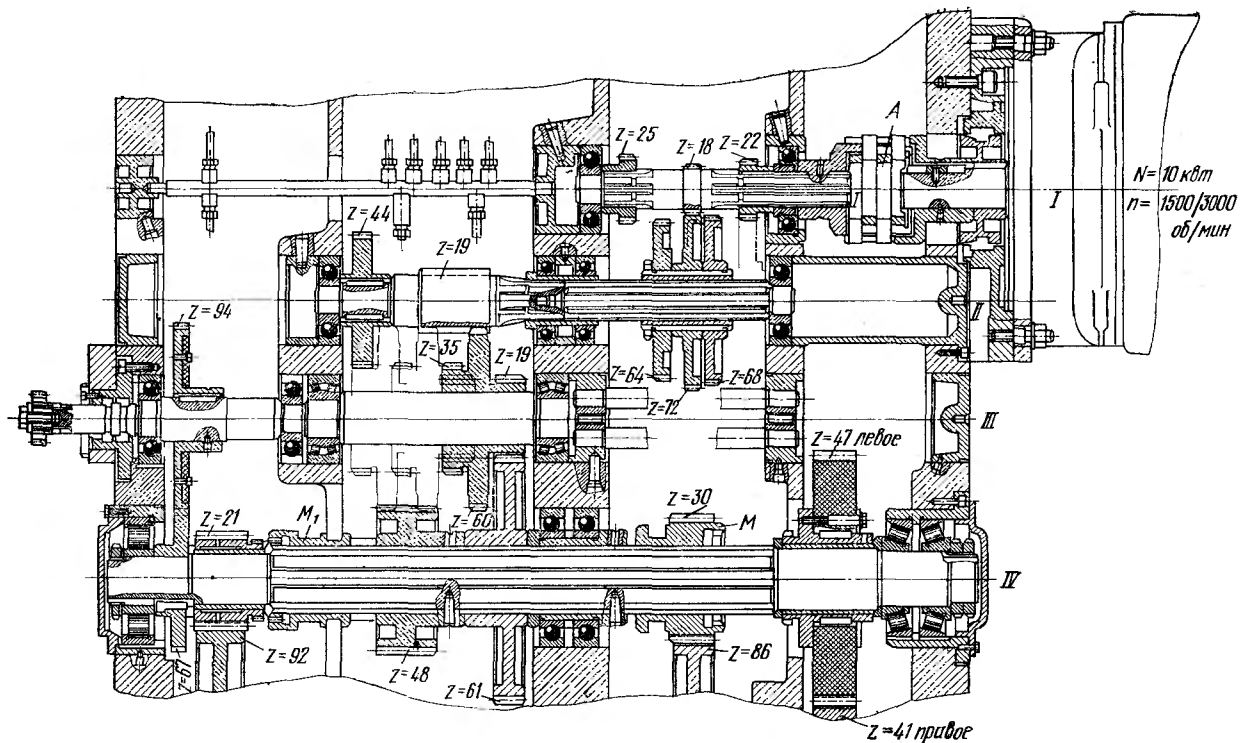 z=25
z=18
z=22
A
I
I
N=10 квт
n= 1500/3000
об/мин
z=44
z=19
II
z=94
z=35
z=19
z=64
z=72
z=68
III
z=47 левое
z=21
M₁
z=60
z=30
M
IV
z=67
z=92
z=48
z=61
z=86
z=41 правое